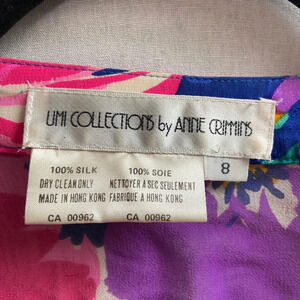 UMI COLLECTIONS by ANNE CRIMMINS
8
100% SILK 100% SOIE
DRY CLEAN ONLY NETTOYER A SEC SEULEMENT
MADE IN HONG KONG FABRIQUE A HONG KONG
CA 00962 CA 00962